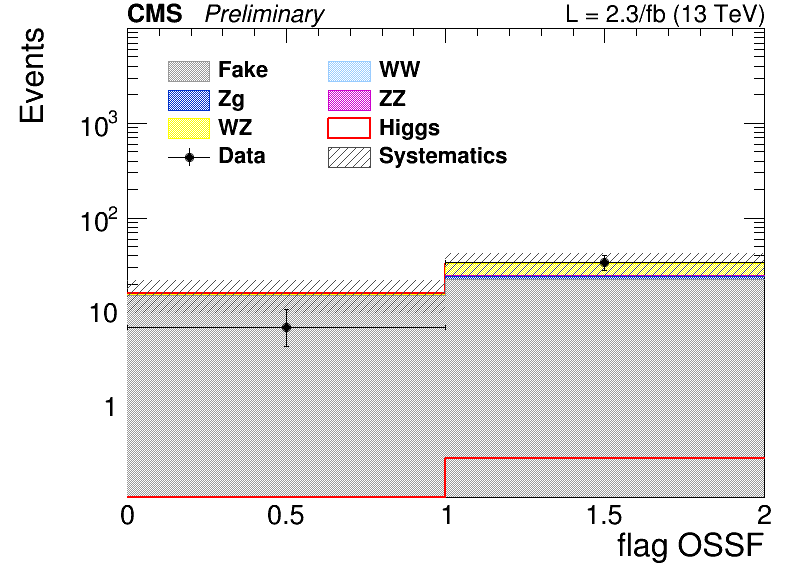 CMS Preliminary L = 2.3/fb (13 TeV)
Events
Fake WW
Zg ZZ
WZ Higgs
Data Systematics
10³
10²
10
1
0 0.5 1 1.5 2
flag OSSF